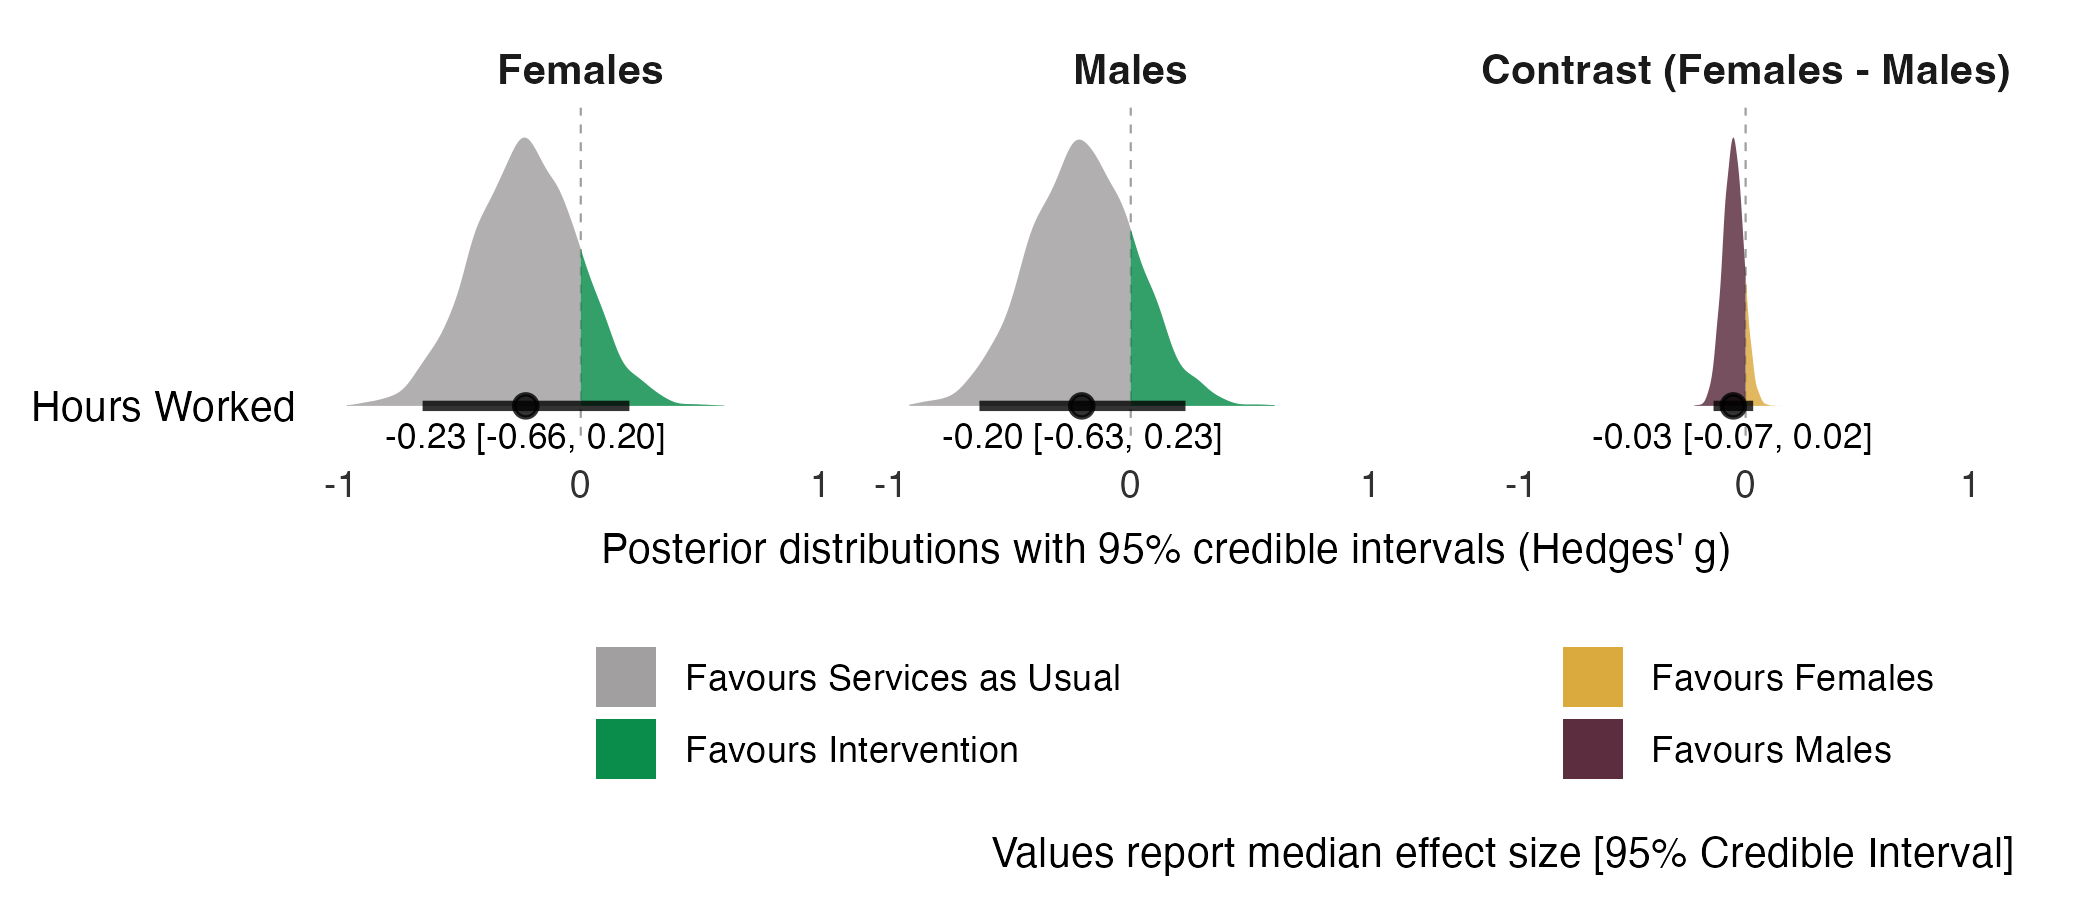 Females Males Contrast (Females - Males)
Hours Worked
-0.23 [-0.66, 0.20] -0.20 [-0.63, 0.23] -0.03 [-0.07, 0.02]
-1 0 1 -1 0 1 -1 0 1
Posterior distributions with 95% credible intervals (Hedges' g)
Favours Services as Usual
Favours Intervention
Favours Females
Favours Males
Values report median effect size [95% Credible Interval]